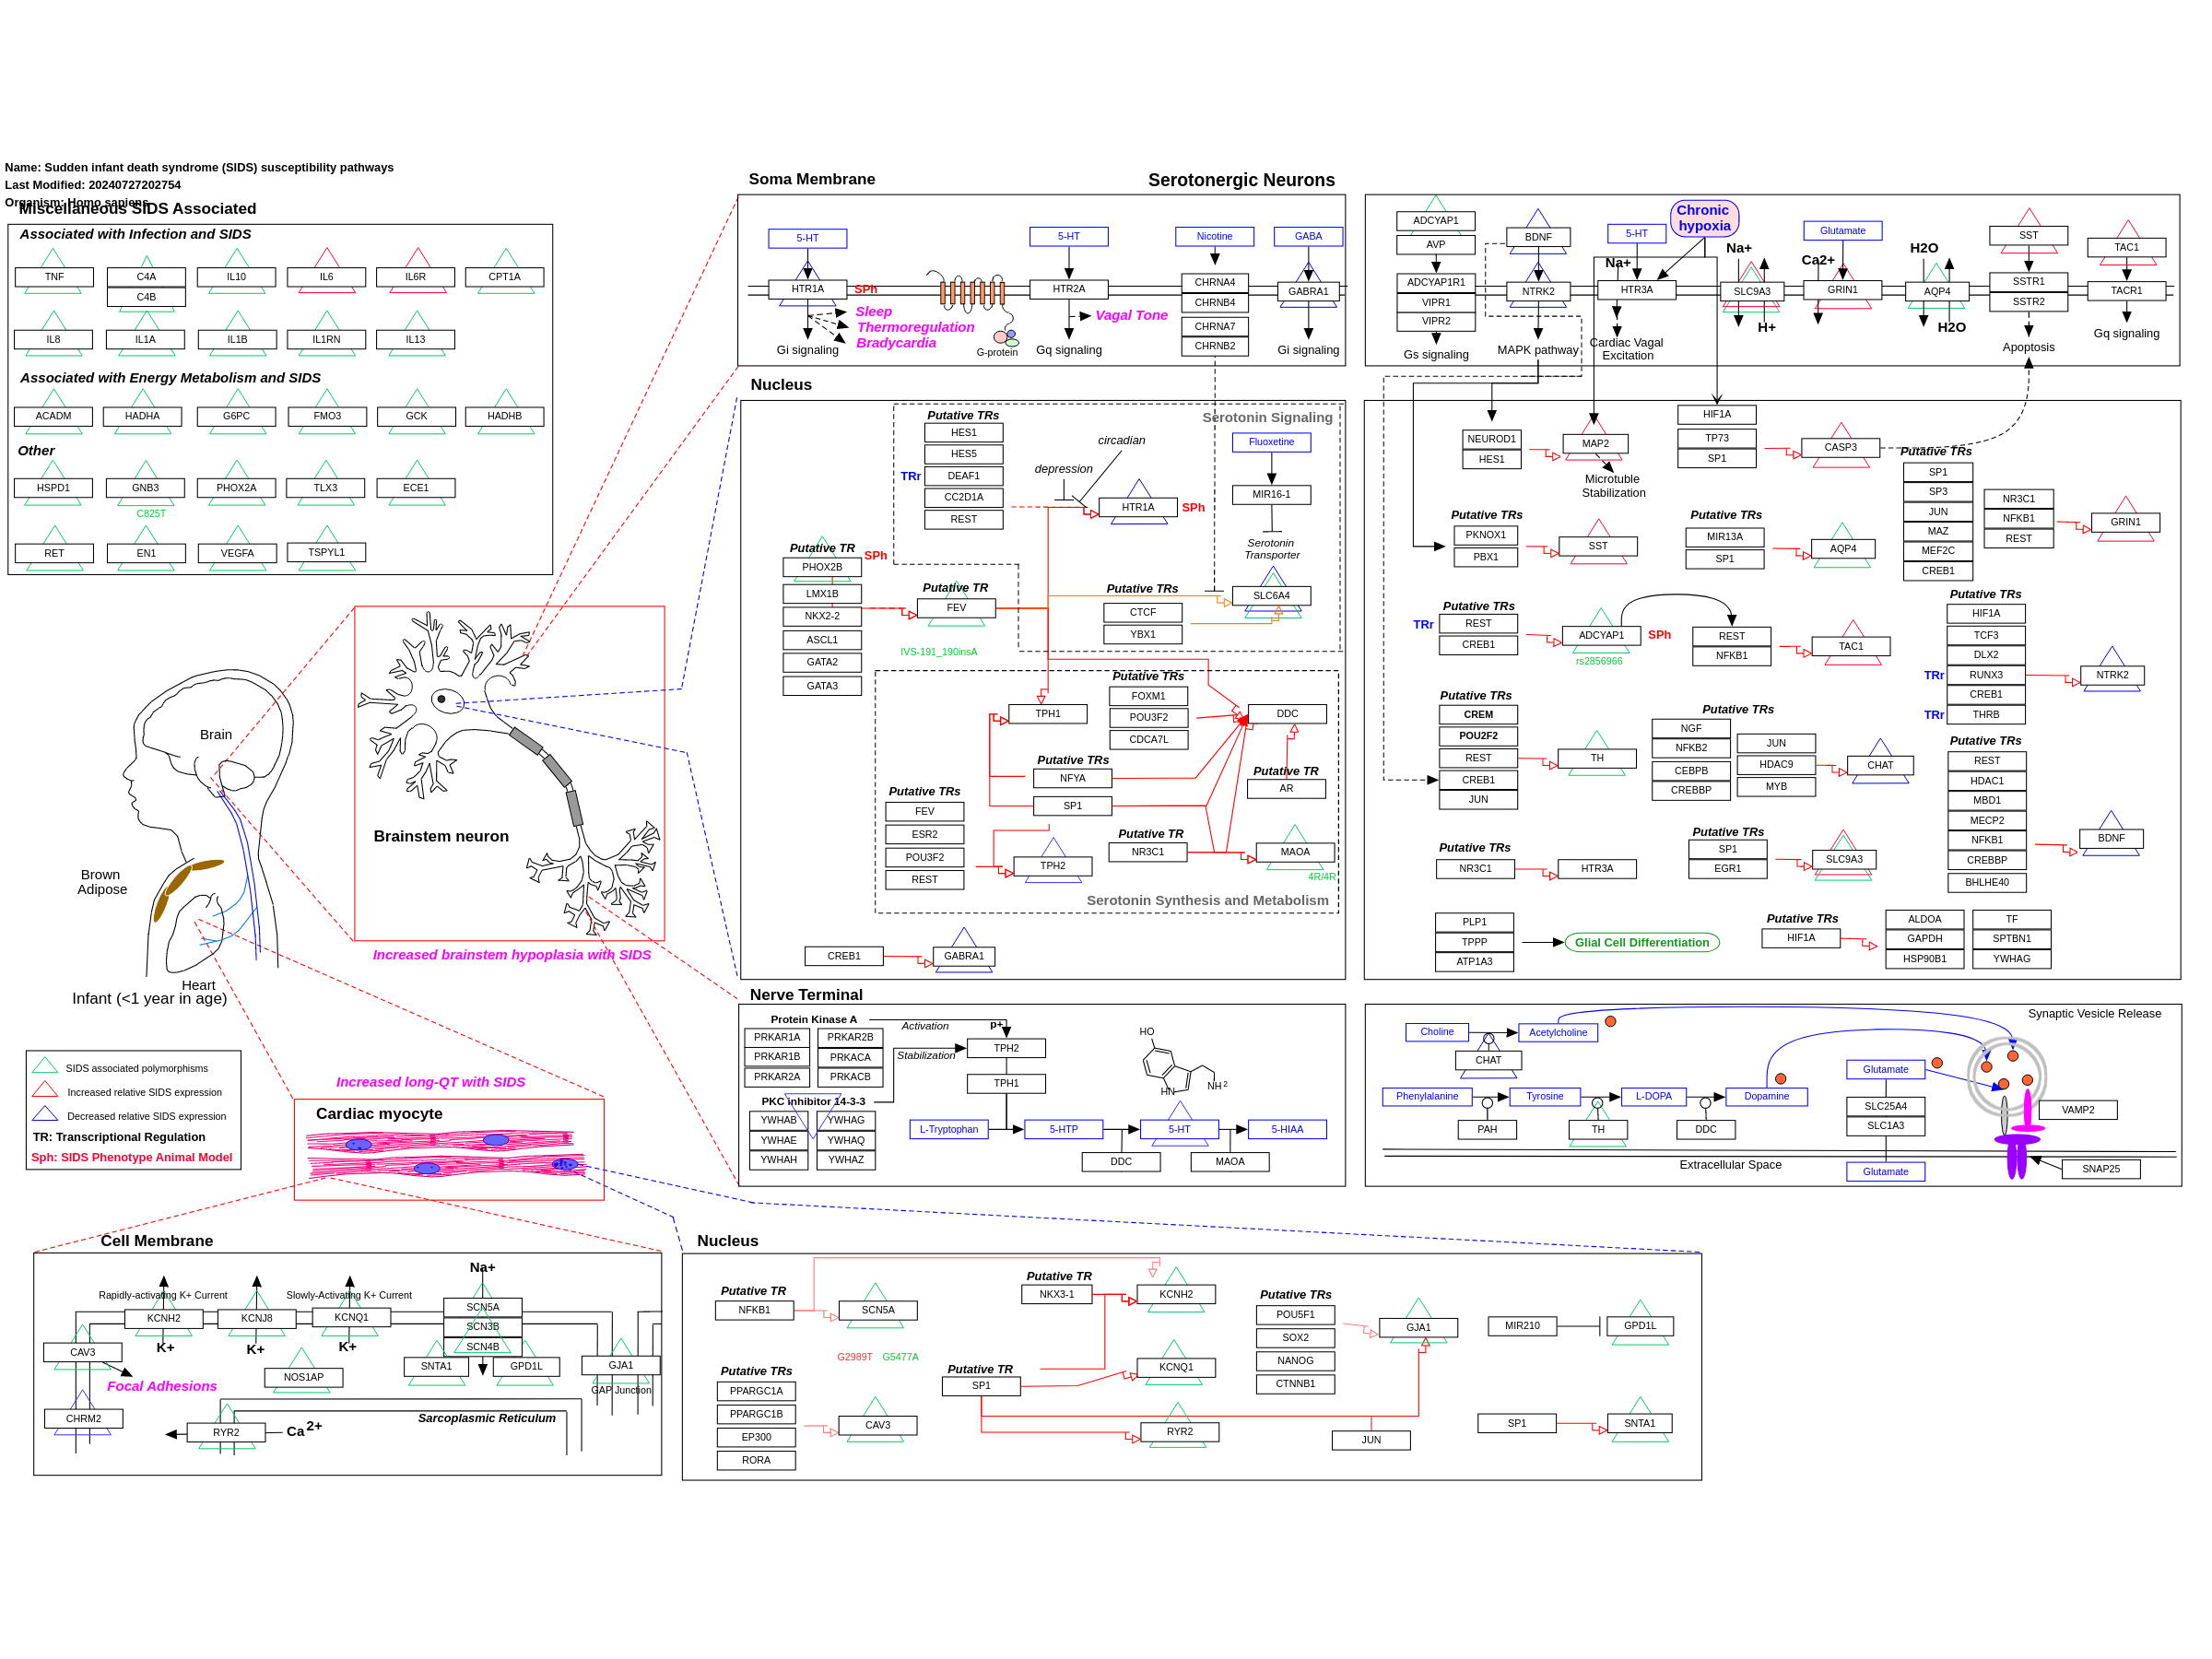 Name: Sudden infant death syndrome (SIDS) susceptibility pathways
Last Modified: 20240727202754
Organism: Homo sapiens
Miscellaneous SIDS Associated
Associated with Infection and SIDS
TNF
C4A
C4B
IL10
IL6
IL6R
CPT1A
IL8
IL1A
IL1B
IL1RN
IL13
Associated with Energy Metabolism and SIDS
ACADM
HADHA
G6PC
FMO3
GCK
HADHB
Other
HSPD1
GNB3
PHOX2A
TLX3
ECE1
C825T
RET
EN1
VEGFA
TSPYL1
Soma Membrane
Serotonergic Neurons
5-HT
5-HT
Nicotine
GABA
HTR1A
SPh
HTR2A
CHRNA4
CHRNB4
CHRNA7
CHRNB2
GABRA1
Sleep
Thermoregulation
Bradycardia
Vagal Tone
G-protein
Gi signaling
Gq signaling
Gi signaling
ADCYAP1
AVP
ADCYAP1R1
VIPR1
VIPR2
Gs signaling
BDNF
NTRK2
MAPK pathway
5-HT
Na+
HTR3A
Cardiac Vagal
Excitation
Chronic
hypoxia
Na+
SLC9A3
H+
Glutamate
Ca2+
GRIN1
H2O
AQP4
H2O
SST
SSTR1
SSTR2
Apoptosis
TAC1
TACR1
Gq signaling
Nucleus
Putative TRs
HES1
HES5
TRr
DEAF1
CC2D1A
REST
circadian
depression
HTR1A
SPh
Serotonin Signaling
Fluoxetine
MIR16-1
Serotonin
Transporter
SLC6A4
Putative TR
SPh
PHOX2B
LMX1B
NKX2-2
ASCL1
GATA2
GATA3
Putative TR
FEV
IVS-191_190insA
Putative TRs
CTCF
YBX1
Putative TRs
FOXM1
POU3F2
CDCA7L
TPH1
DDC
Putative TRs
NFYA
SP1
Putative TR
AR
Putative TRs
FEV
ESR2
POU3F2
REST
TPH2
Putative TR
NR3C1
MAOA
4R/4R
Serotonin Synthesis and Metabolism
CREB1
GABRA1
NEUROD1
HES1
MAP2
Microtuble
Stabilization
HIF1A
TP73
SP1
CASP3
Putative TRs
SP1
SP3
JUN
MAZ
MEF2C
CREB1
NR3C1
NFKB1
REST
GRIN1
Putative TRs
PKNOX1
PBX1
SST
Putative TRs
MIR13A
SP1
AQP4
Putative TRs
TRr
REST
CREB1
ADCYAP1
SPh
rs2856966
REST
NFKB1
TAC1
Putative TRs
HIF1A
TCF3
DLX2
TRr
RUNX3
CREB1
TRr
THRB
NTRK2
Putative TRs
CREM
POU2F2
REST
CREB1
JUN
TH
Putative TRs
NGF
NFKB2
CEBPB
CREBBP
JUN
HDAC9
MYB
CHAT
Putative TRs
REST
HDAC1
MBD1
MECP2
NFKB1
CREBBP
BHLHE40
BDNF
Putative TRs
NR3C1
HTR3A
Putative TRs
SP1
EGR1
SLC9A3
PLP1
TPPP
ATP1A3
Glial Cell Differentiation
Putative TRs
HIF1A
ALDOA
GAPDH
HSP90B1
TF
SPTBN1
YWHAG
Brain
Brown
Adipose
Heart
Infant (<1 year in age)
Brainstem neuron
Increased brainstem hypoplasia with SIDS
SIDS associated polymorphisms
Increased relative SIDS expression
Decreased relative SIDS expression
TR: Transcriptional Regulation
Sph: SIDS Phenotype Animal Model
Increased long-QT with SIDS
Cardiac myocyte
Nerve Terminal
Protein Kinase A
PRKAR1A
PRKAR1B
PRKAR2A
PRKAR2B
PRKACA
PRKACB
Activation
p+
Stabilization
TPH2
TPH1
PKC inhibitor 14-3-3
YWHAB
YWHAE
YWHAH
YWHAG
YWHAQ
YWHAZ
HO
HN
NH2
L-Tryptophan
5-HTP
5-HT
5-HIAA
DDC
MAOA
Synaptic Vesicle Release
Choline
Acetylcholine
CHAT
Phenylalanine
Tyrosine
L-DOPA
Dopamine
PAH
TH
DDC
Glutamate
SLC25A4
SLC1A3
Glutamate
VAMP2
SNAP25
Extracellular Space
Cell Membrane
Na+
Rapidly-activating K+ Current
Slowly-Activating K+ Current
KCNH2
KCNJ8
KCNQ1
SCN5A
SCN3B
SCN4B
K+
K+
K+
CAV3
Focal Adhesions
NOS1AP
SNTA1
GPD1L
GJA1
GAP Junction
CHRM2
RYR2
Ca 2+
Sarcoplasmic Reticulum
Nucleus
Putative TR
NFKB1
SCN5A
G2989T
G5477A
Putative TRs
PPARGC1A
PPARGC1B
EP300
RORA
CAV3
Putative TR
NKX3-1
KCNH2
Putative TR
SP1
KCNQ1
RYR2
Putative TRs
POU5F1
SOX2
NANOG
CTNNB1
GJA1
JUN
MIR210
GPD1L
SP1
SNTA1